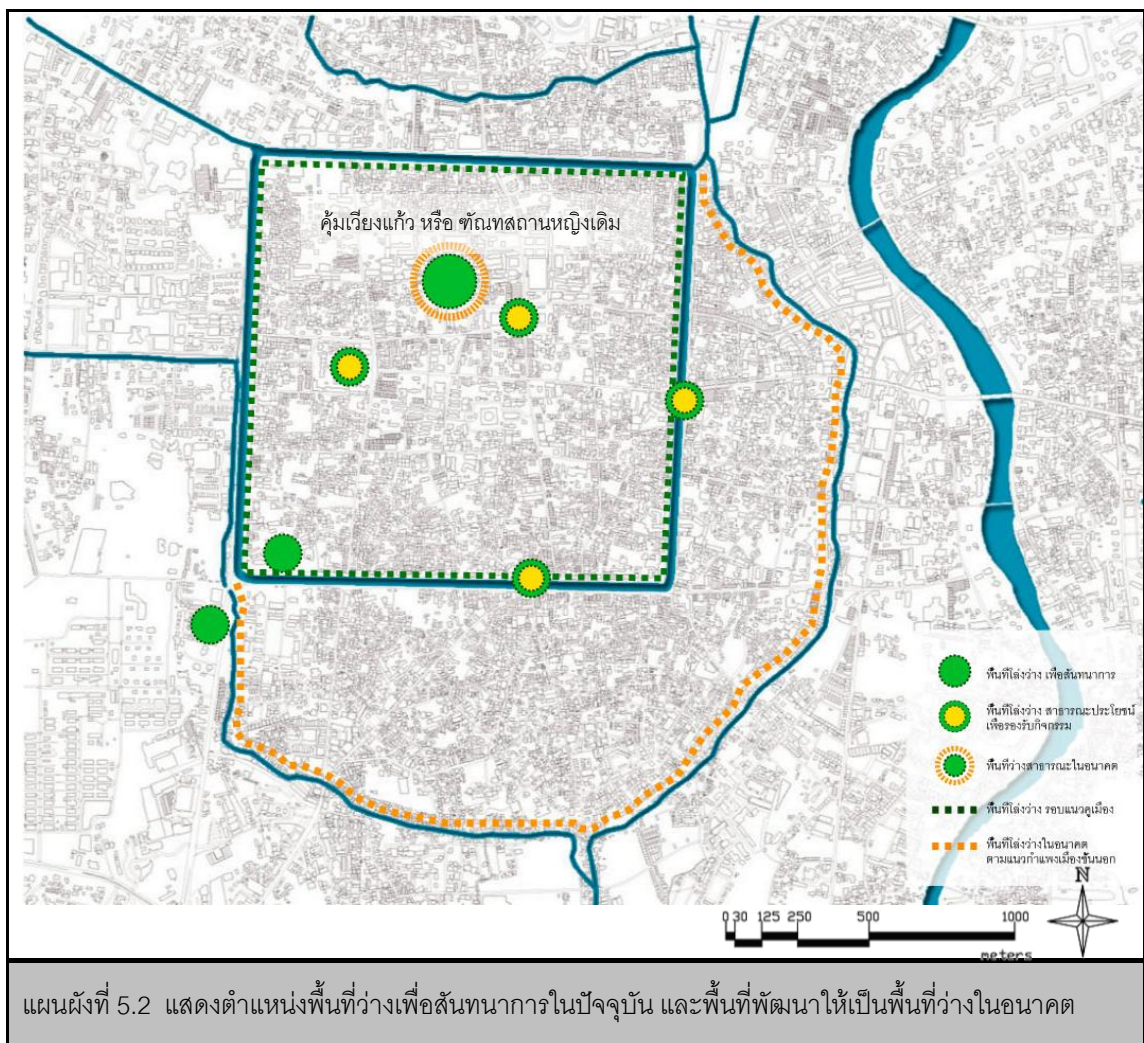 คุ้มเวียงแก้ว หรือ ฑัณฑสถานหญิงเดิม
พื้นที่โล่งว่าง เพื่อสันทนาการ
พื้นที่โล่งว่าง สาธารณะประโยชน์
เพื่อรองรับกิจกรรม
พื้นที่ว่างสาธารณะในอนาคต
พื้นที่โล่งว่าง รอบแนวคูเมือง
พื้นที่โล่งว่างในอนาคต
ตามแนวกำแพงเมืองชั้นนอก
N
0 30 125 250 500 1000
meters
แผนผังที่ 5.2 แสดงตำแหน่งพื้นที่ว่างเพื่อสันทนาการในปัจจุบัน และพื้นที่พัฒนาให้เป็นพื้นที่ว่างในอนาคต